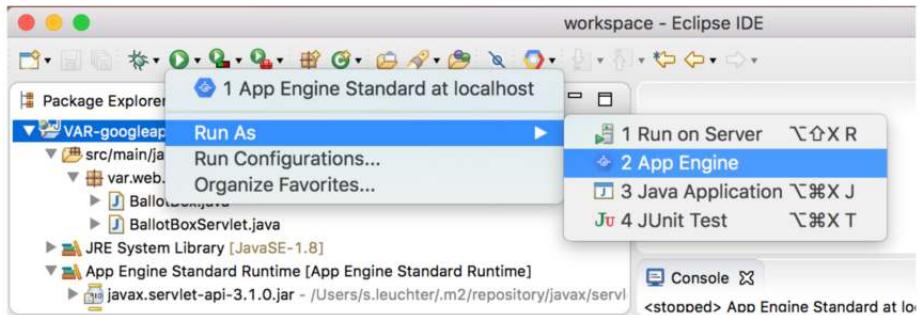 workspace - Eclipse IDE
1 App Engine Standard at localhost
Package Explorer
VAR-googleap
Run As
1 Run on Server ⌥⇧X R
src/main/ja
Run Configurations...
2 App Engine
var.web.
Organize Favorites...
3 Java Application ⌥⌘X J
BallotBox.java
JU 4 JUnit Test ⌥⌘X T
BallotBoxServlet.java
JRE System Library [JavaSE-1.8]
App Engine Standard Runtime [App Engine Standard Runtime]
Console
javax.servlet-api-3.1.0.jar - /Users/s.leuchter/.m2/repository/javax/servl
<stopped> App Engine Standard at lo